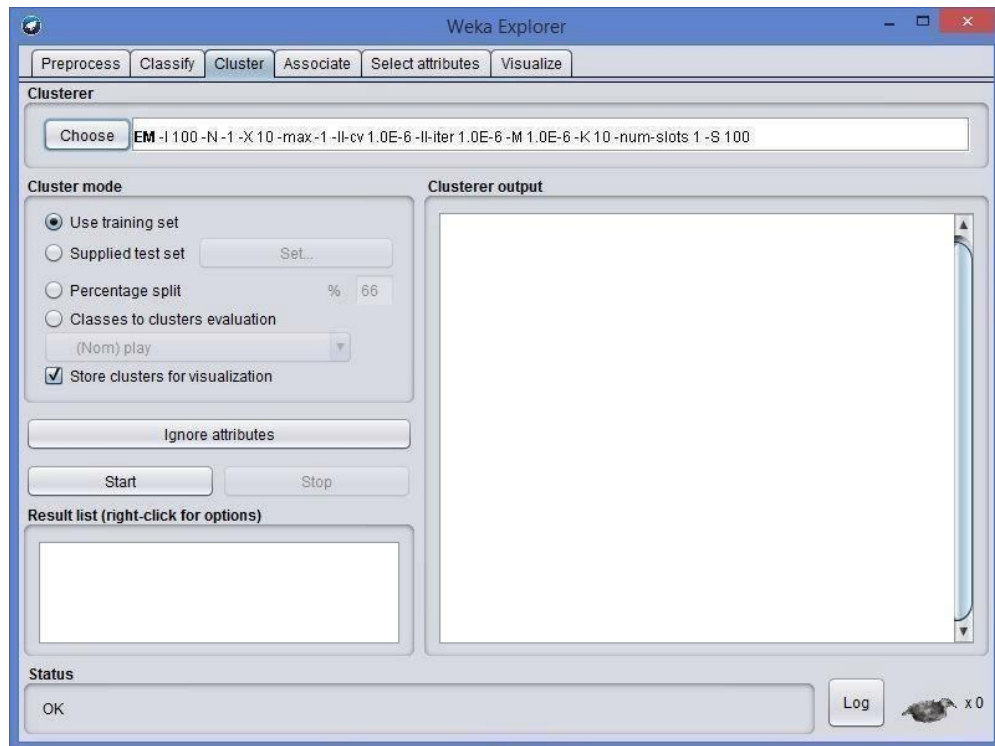 Weka Explorer
Preprocess Classify Cluster Associate Select attributes Visualize
Clusterer
Choose EM -I 100 -N -1 -X 10 -max -1 -ll-cv 1.0E-6 -ll-iter 1.0E-6 -M 1.0E-6 -K 10 -num-slots 1 -S 100
Cluster mode
Use training set
Supplied test set Set...
Percentage split % 66
Classes to clusters evaluation
(Nom) play
Store clusters for visualization
Ignore attributes
Start Stop
Result list (right-click for options)
Clusterer output
Status
OK
Log x 0